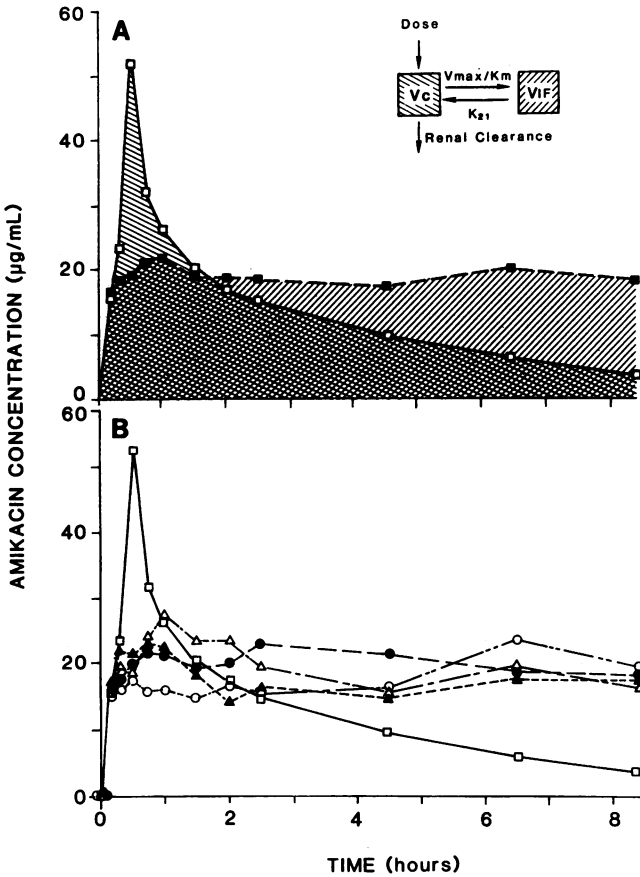 60
A
Dose
Vmax/Km
Vc
VIF
K21
Renal Clearance
40
20
0
60
B
40
20
0
0
2
4
6
8
AMIKACIN CONCENTRATION (µg/mL)
TIME (hours)